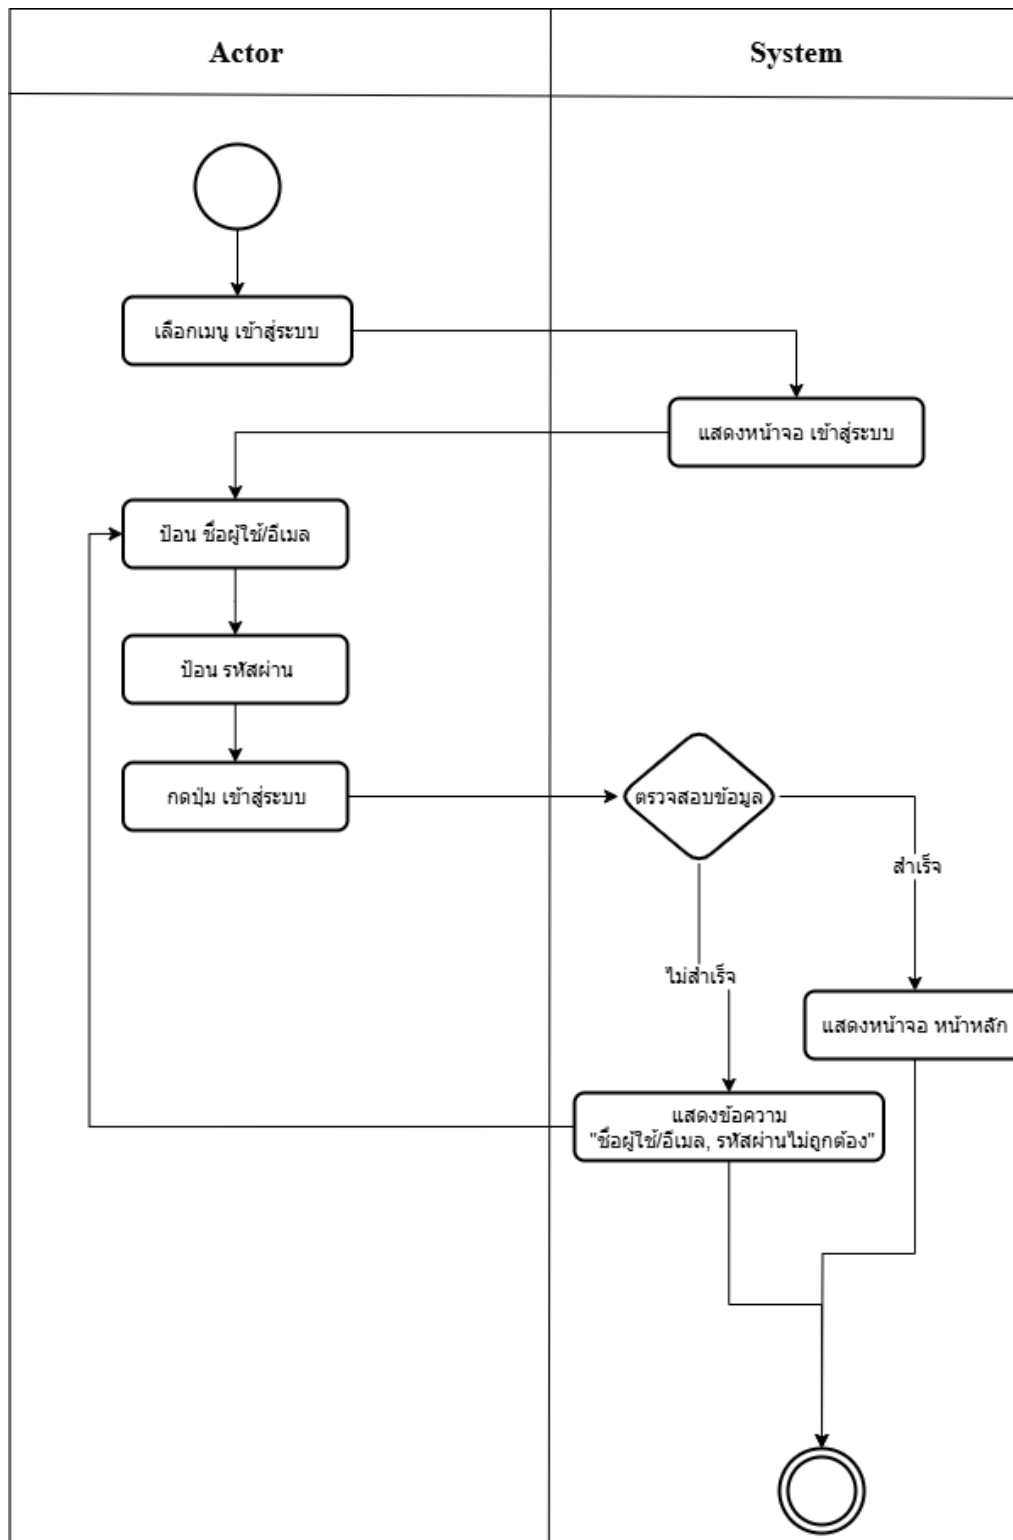 Actor
System
เลือกเมนู เข้าสู่ระบบ
แสดงหน้าจอ เข้าสู่ระบบ
ป้อน ชื่อผู้ใช้/อีเมล
ป้อน รหัสผ่าน
กดปุ่ม เข้าสู่ระบบ
ตรวจสอบข้อมูล
สำเร็จ
ไม่สำเร็จ
แสดงหน้าจอ หน้าหลัก
แสดงข้อความ
"ชื่อผู้ใช้/อีเมล, รหัสผ่านไม่ถูกต้อง"